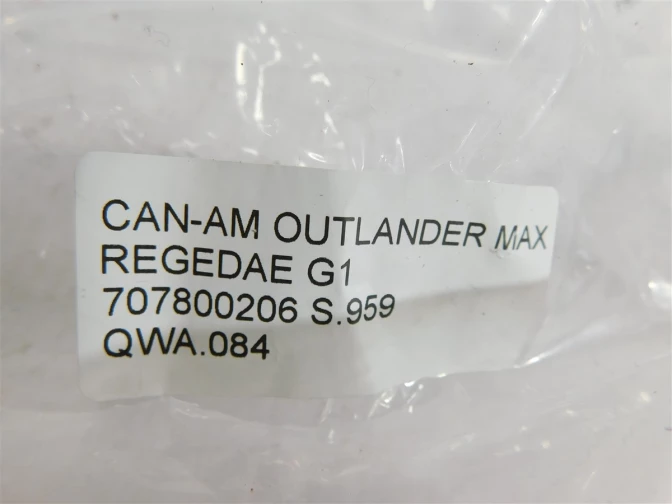 CAN-AM OUTLANDER MAX
REGEDAE G1
707800206 S.959
QWA.084